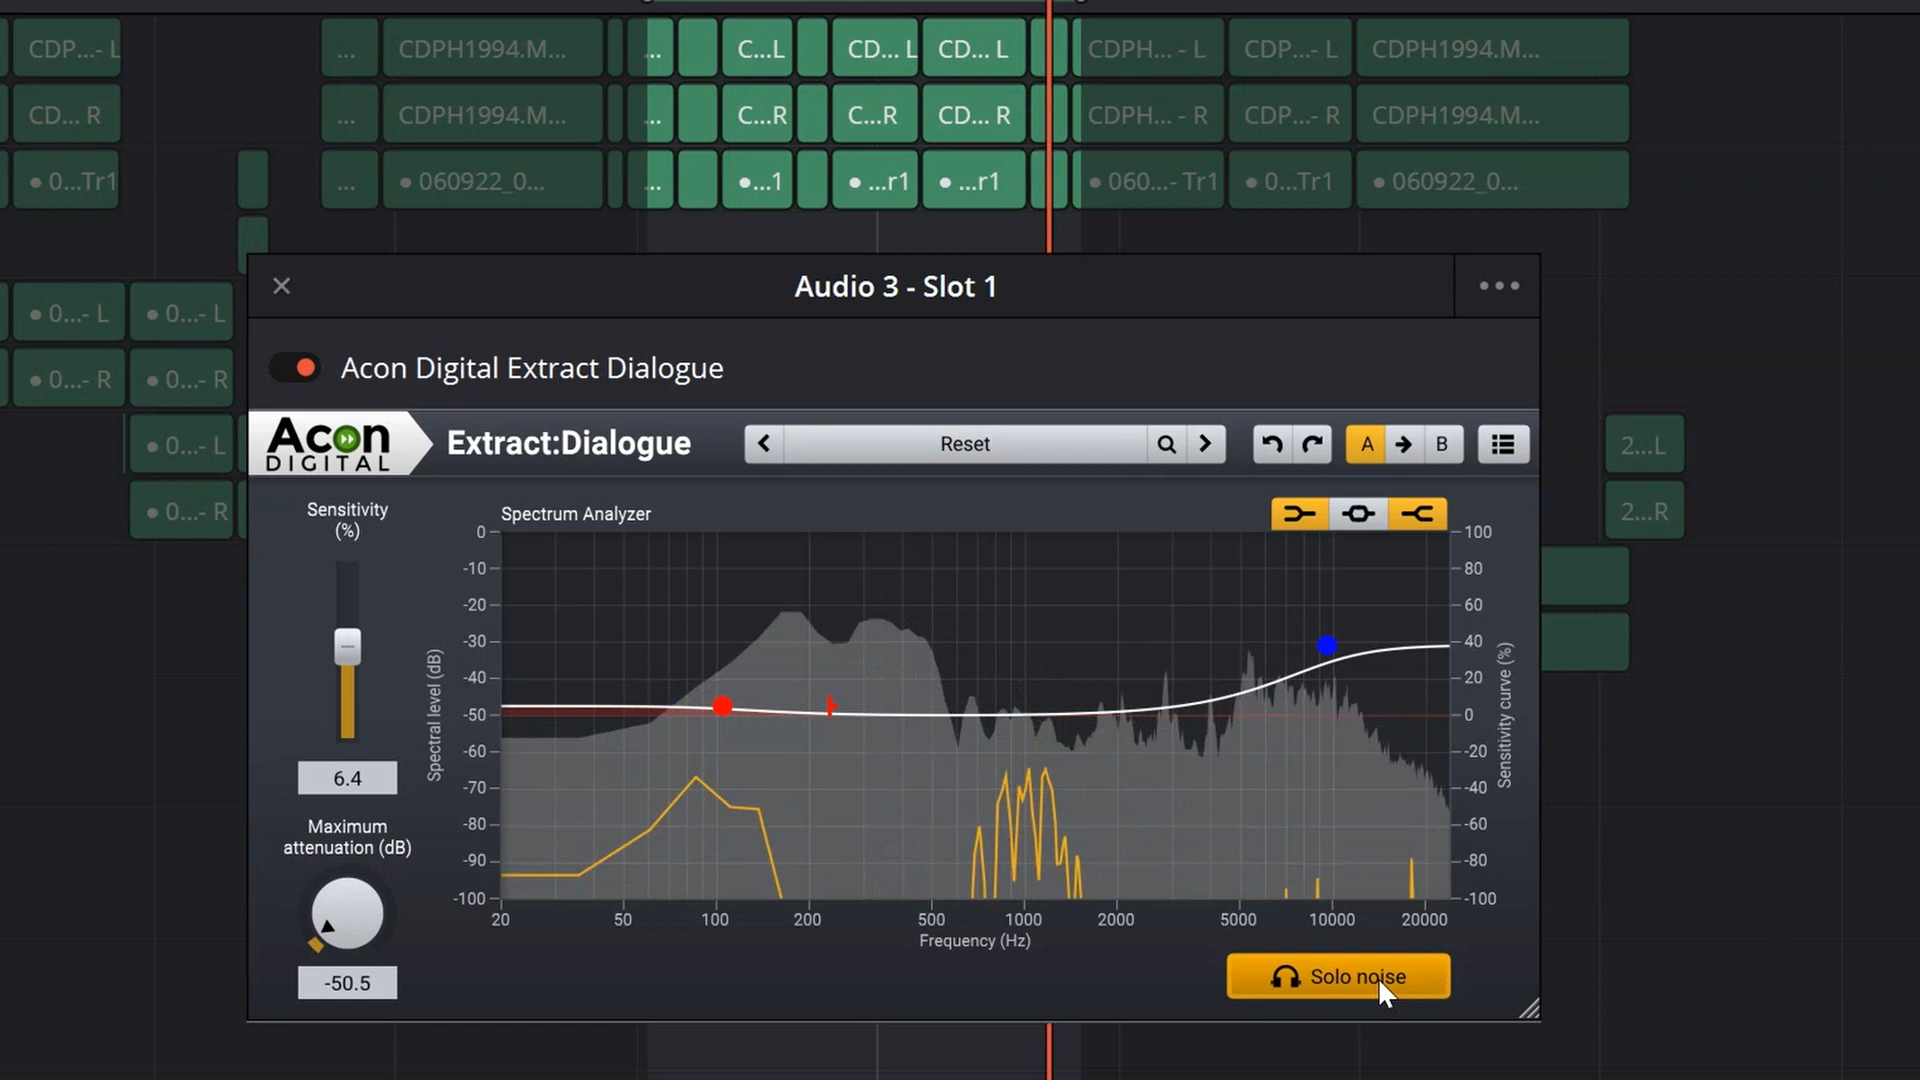 CDP...- L ... CDPH1994.M... ... C...L CD... L CD... L CDPH... - L CDP...- L CDPH1994.M...
CD... R ... CDPH1994.M... ... C...R C...R CD... R CDPH... - R CDP...- R CDPH1994.M...
0...Tr1 ... 060922_0... ... ...1 ...r1 ...r1 060...- Tr1 0...Tr1 060922_0...
Audio 3 - Slot 1
0...- L 0...- L
Acon Digital Extract Dialogue
0...- R 0...- R
Acon
DIGITAL
Extract:Dialogue
Reset
A
B
0...- L
2...L
0...- R
2...R
Sensitivity
(%)
6.4
Maximum
attenuation (dB)
-50.5
Spectrum Analyzer
Spectral level (dB)
0
-10
-20
-30
-40
-50
-60
-70
-80
-90
-100
100
80
60
40
20
0
-20
-40
-60
-80
-100
Sensitivity curve (%)
20 50 100 200 500 1000 2000 5000 10000 20000
Frequency (Hz)
Solo noise